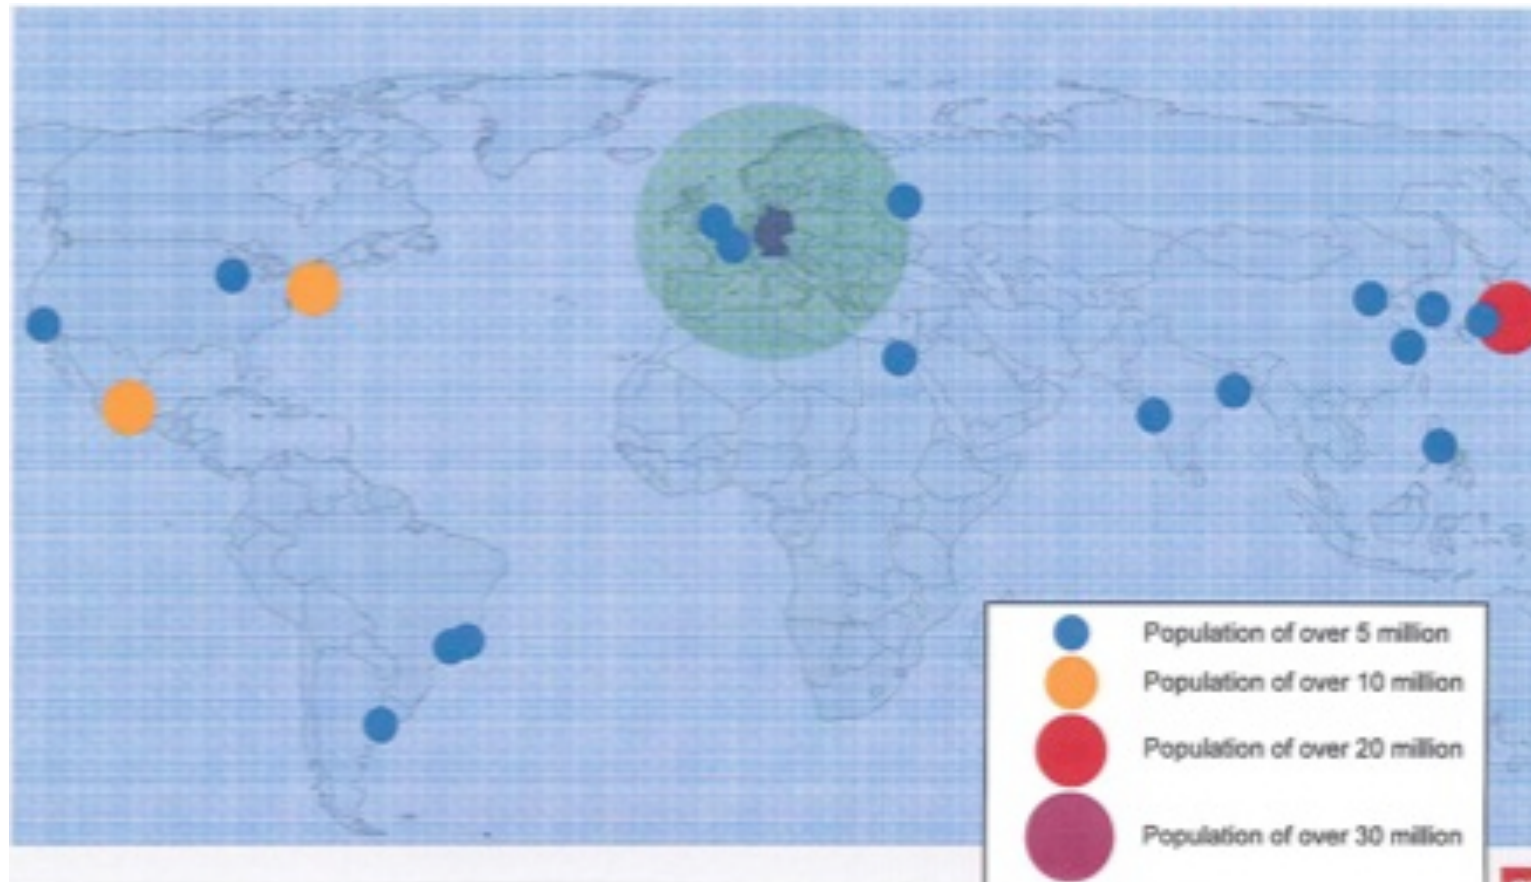 Population of over 5 million
Population of over 10 million
Population of over 20 million
Population of over 30 million